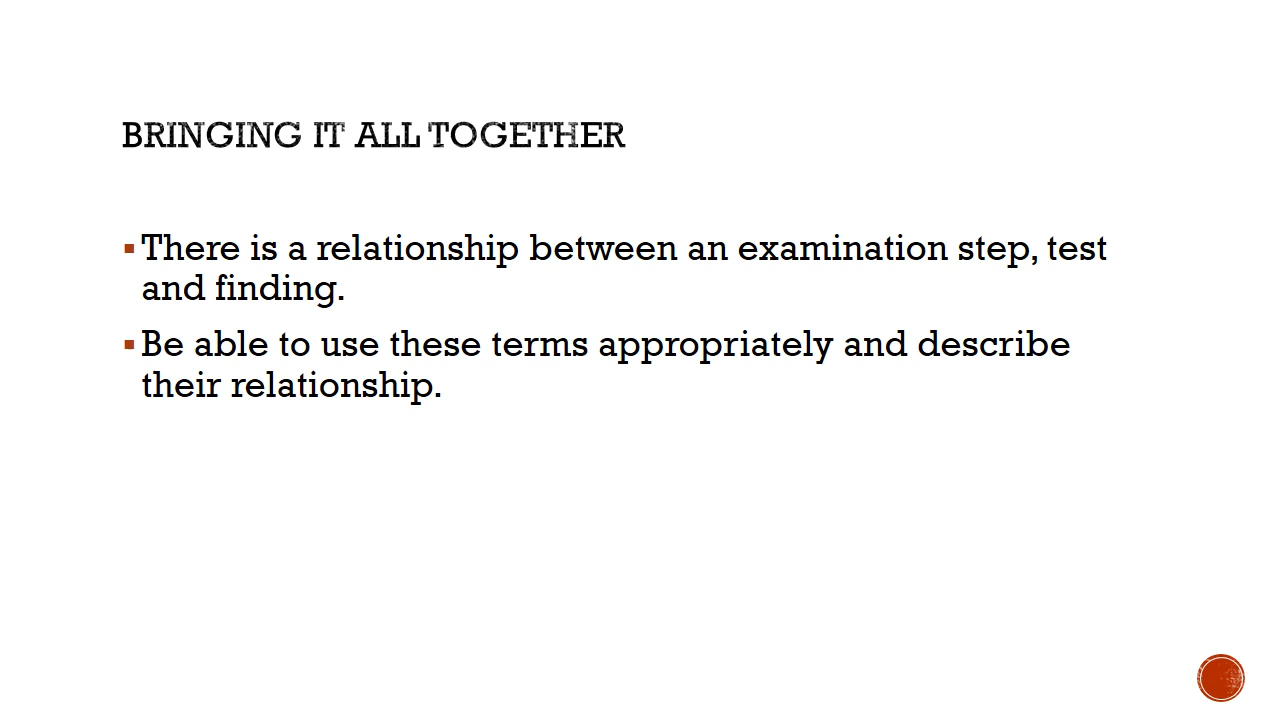 BRINGING IT ALL TOGETHER
▪There is a relationship between an examination step, test
and finding.
▪Be able to use these terms appropriately and describe
their relationship.